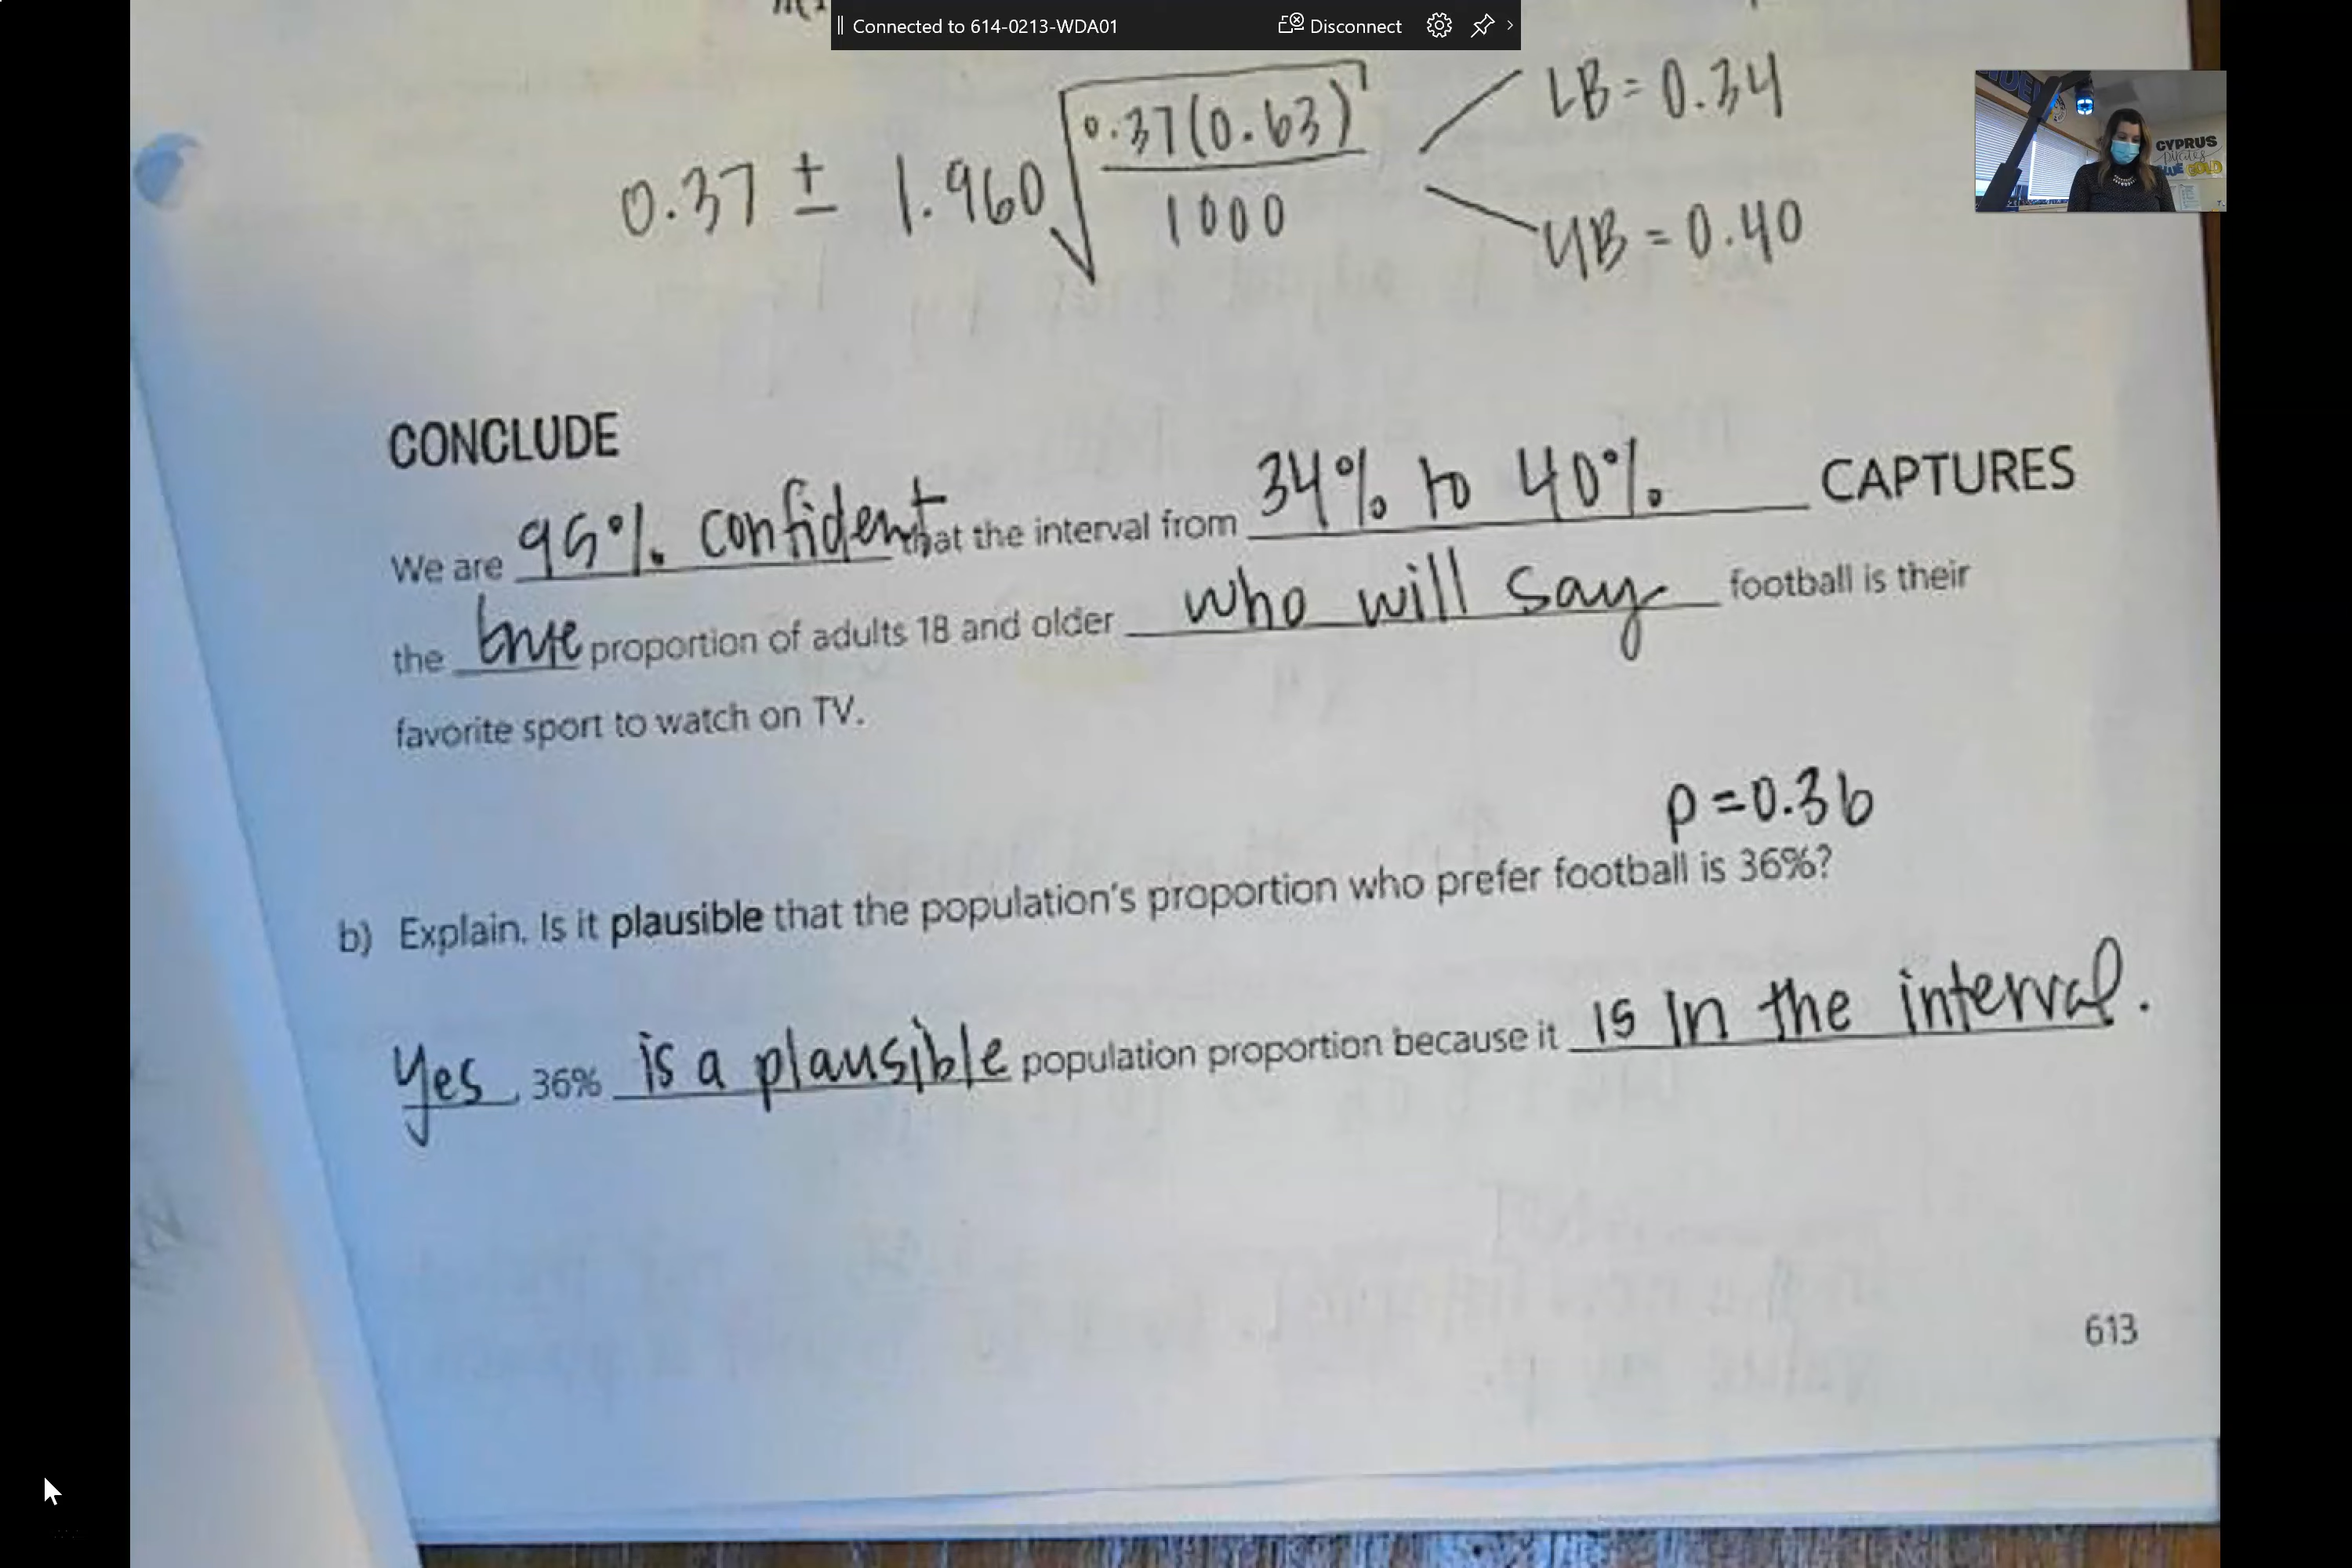 Connected to 614-0213-WDA01 Disconnect
0.37 ± 1.960 √(0.37(0.63) / 1000)
LB = 0.34
UB = 0.40
CYPRUS
pirates
BLUE GOLD
CONCLUDE
We are 95% confident that the interval from 34% to 40% CAPTURES
the true proportion of adults 18 and older who will say football is their
favorite sport to watch on TV.
p = 0.36
b) Explain. Is it plausible that the population's proportion who prefer football is 36%?
Yes, 36% is a plausible population proportion because it is in the interval.
613